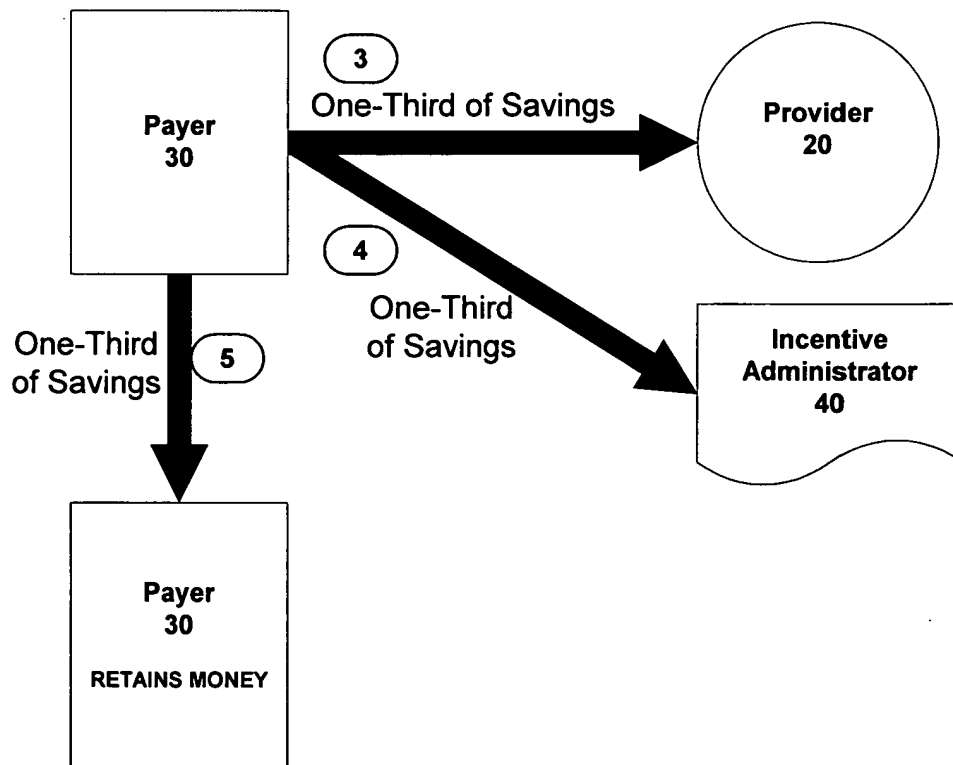 Payer
30
3
One-Third of Savings
Provider
20
4
One-Third
of Savings
Incentive
Administrator
40
One-Third
of Savings
5
Payer
30
RETAINS MONEY